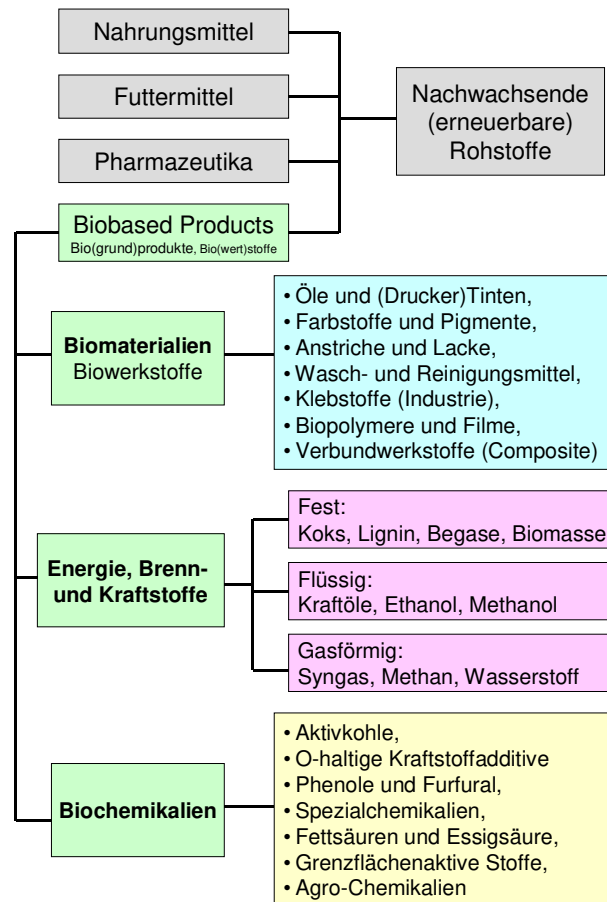 Nahrungsmittel
Futtermittel
Pharmazeutika
Nachwachsende
(erneuerbare)
Rohstoffe
Biobased Products
Bio(grund)produkte, Bio(wert)stoffe
Biomaterialien
Biowerkstoffe
• Öle und (Drucker)Tinten,
• Farbstoffe und Pigmente,
• Anstriche und Lacke,
• Wasch- und Reinigungsmittel,
• Klebstoffe (Industrie),
• Biopolymere und Filme,
• Verbundwerkstoffe (Composite)
Energie, Brenn-
und Kraftstoffe
Fest:
Koks, Lignin, Begase, Biomasse
Flüssig:
Kraftöle, Ethanol, Methanol
Gasförmig:
Syngas, Methan, Wasserstoff
Biochemikalien
• Aktivkohle,
• O-haltige Kraftstoffadditive
• Phenole und Furfural,
• Spezialchemikalien,
• Fettsäuren und Essigsäure,
• Grenzflächenaktive Stoffe,
• Agro-Chemikalien